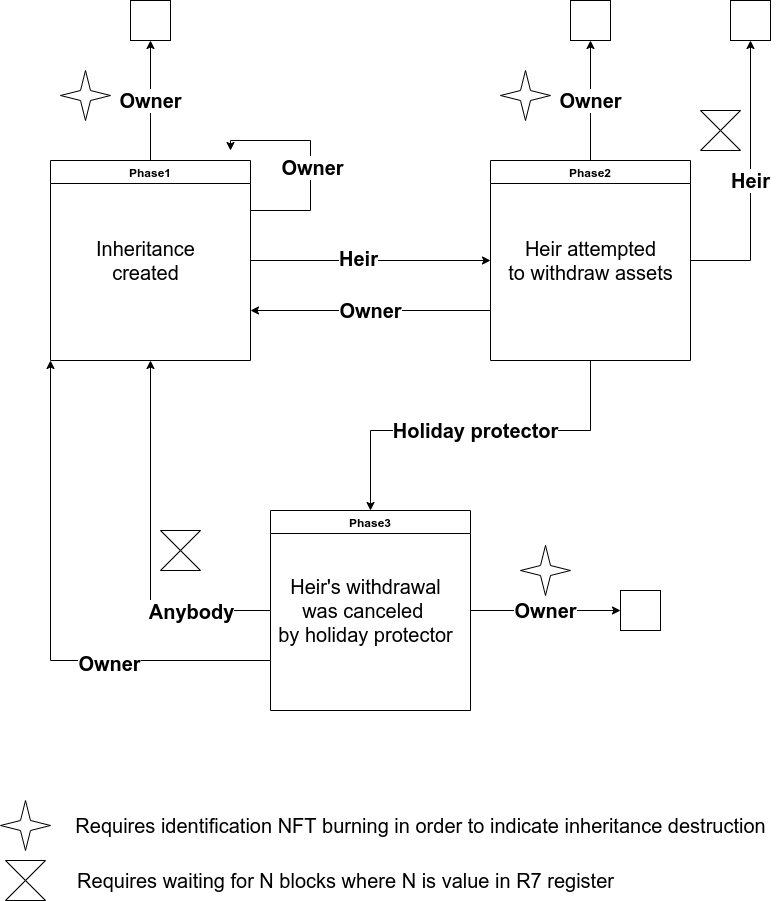 Owner
Owner
Owner
Heir
Phase1
Inheritance
created
Phase2
Heir attempted
to withdraw assets
Heir
Owner
Holiday protector
Phase3
Heir's withdrawal
was canceled
by holiday protector
Anybody
Owner
Owner
Requires identification NFT burning in order to indicate inheritance destruction
Requires waiting for N blocks where N is value in R7 register